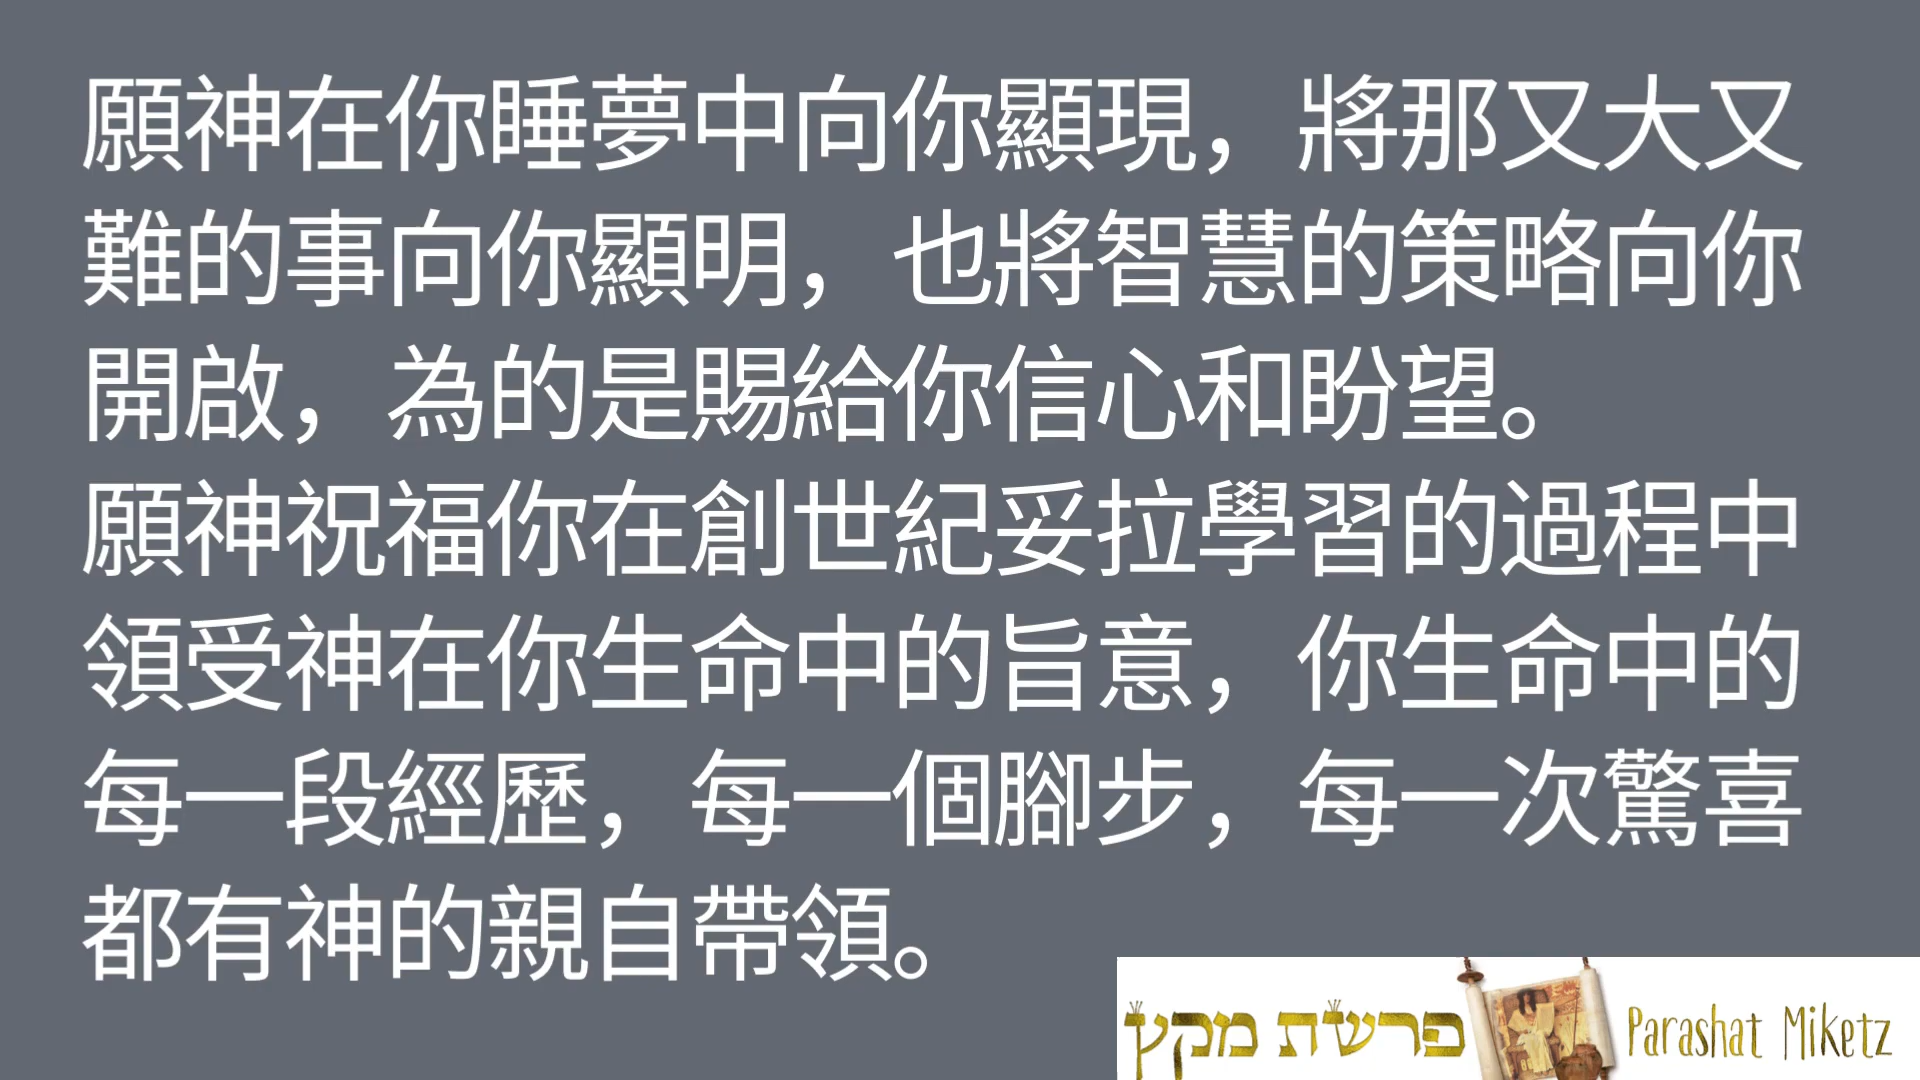 願神在你睡夢中向你顯現，將那又大又
難的事向你顯明，也將智慧的策略向你
開啟，為的是賜給你信心和盼望。
願神祝福你在創世紀妥拉學習的過程中
領受神在你生命中的旨意，你生命中的
每一段經歷，每一個腳步，每一次驚喜
都有神的親自帶領。
פרשת מקץ
Parashat Miketz